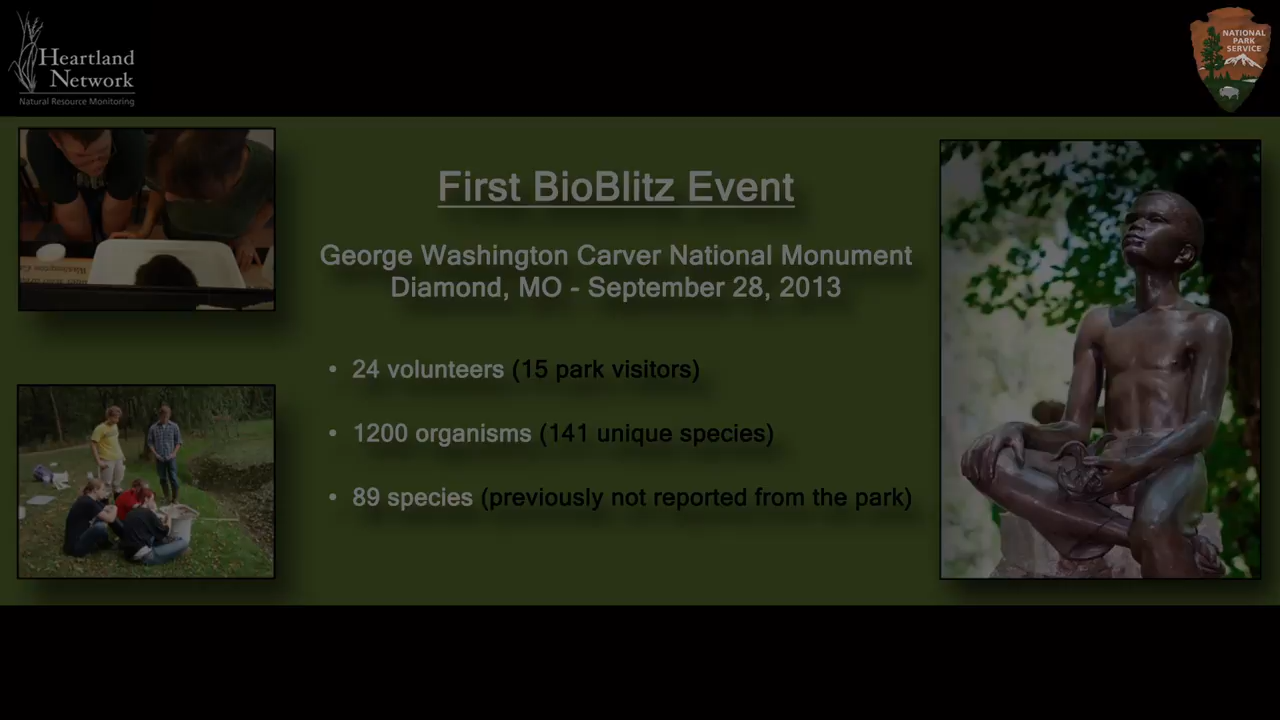 Heartland
Network
Natural Resource Monitoring
NATIONAL
PARK
SERVICE
First BioBlitz Event
George Washington Carver National Monument
Diamond, MO - September 28, 2013
• 24 volunteers (15 park visitors)
• 1200 organisms (141 unique species)
• 89 species (previously not reported from the park)